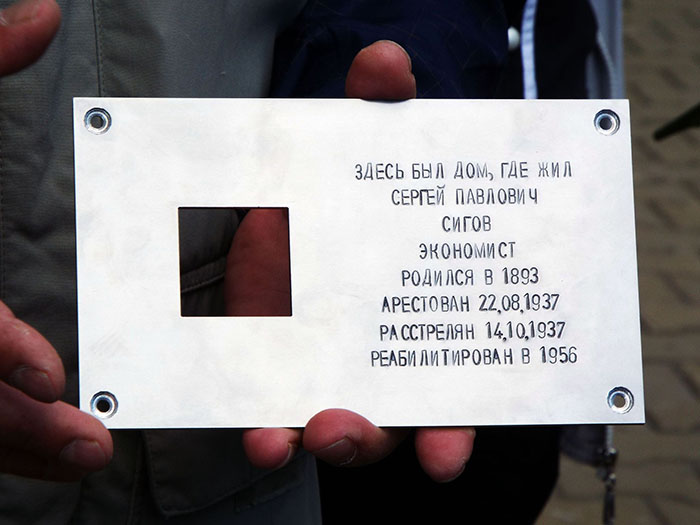 ЗДЕСЬ БЫЛ ДОМ, ГДЕ ЖИЛ
СЕРГЕЙ ПАВЛОВИЧ
СИГОВ
ЭКОНОМИСТ
РОДИЛСЯ В 1893
АРЕСТОВАН 22.08.1937
РАССТРЕЛЯН 14.10.1937
РЕАБИЛИТИРОВАН В 1956